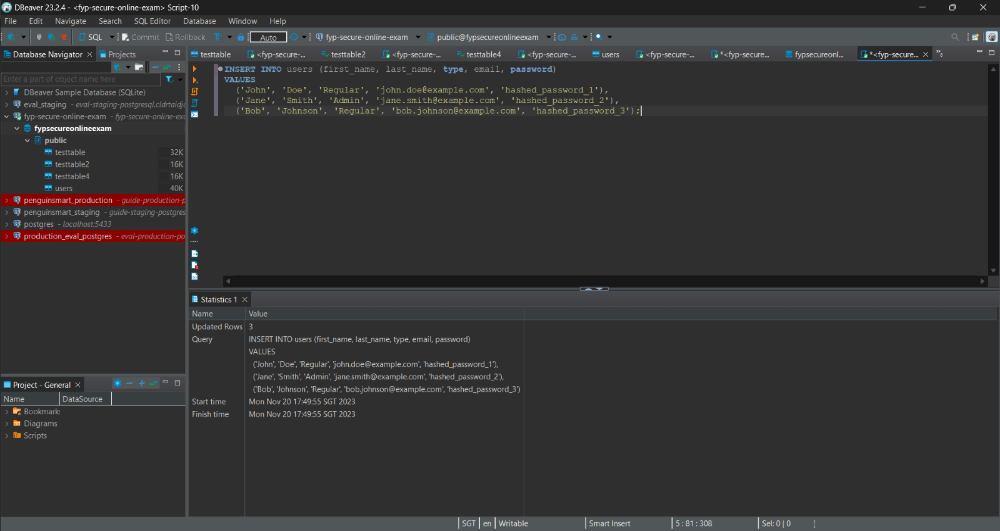 DBeaver 23.2.4 - <fyp-secure-online-exam> Script-10
File Edit Navigate Search SQL Editor Database Window Help
SQL Commit Rollback T Auto fyp-secure-online-exam public@fypsecureonlineexam
Database Navigator Projects
testtable <fyp-secure-... testtable2 <fyp-secure-... testtable4 <fyp-secure-... users <fyp-secure-... *<fyp-secure... fypsecureonl... *<fyp-secure... »6
Enter a part of object name here
DBeaver Sample Database (SQLite)
eval_staging - eval-staging-postgresql.cldrtaidj
fyp-secure-online-exam - fyp-secure-online-exa
fypsecureonlineexam
public
testtable 32K
testtable2 16K
testtable4 16K
users 40K
penguinsmart_production - guide-production-p
penguinsmart_staging - guide-staging-postgres
postgres - localhost:5433
production_eval_postgres - eval-production-po
INSERT INTO users (first_name, last_name, type, email, password)
VALUES
('John', 'Doe', 'Regular', 'john.doe@example.com', 'hashed_password_1'),
('Jane', 'Smith', 'Admin', 'jane.smith@example.com', 'hashed_password_2'),
('Bob', 'Johnson', 'Regular', 'bob.johnson@example.com', 'hashed_password_3');
Statistics 1
Name Value
Updated Rows 3
Query INSERT INTO users (first_name, last_name, type, email, password)
VALUES
('John', 'Doe', 'Regular', 'john.doe@example.com', 'hashed_password_1'),
('Jane', 'Smith', 'Admin', 'jane.smith@example.com', 'hashed_password_2'),
('Bob', 'Johnson', 'Regular', 'bob.johnson@example.com', 'hashed_password_3')
Start time Mon Nov 20 17:49:55 SGT 2023
Finish time Mon Nov 20 17:49:55 SGT 2023
Project - General
Name DataSource
Bookmark
Diagrams
Scripts
SGT en Writable Smart Insert 5 : 81 : 308 Sel: 0 | 0